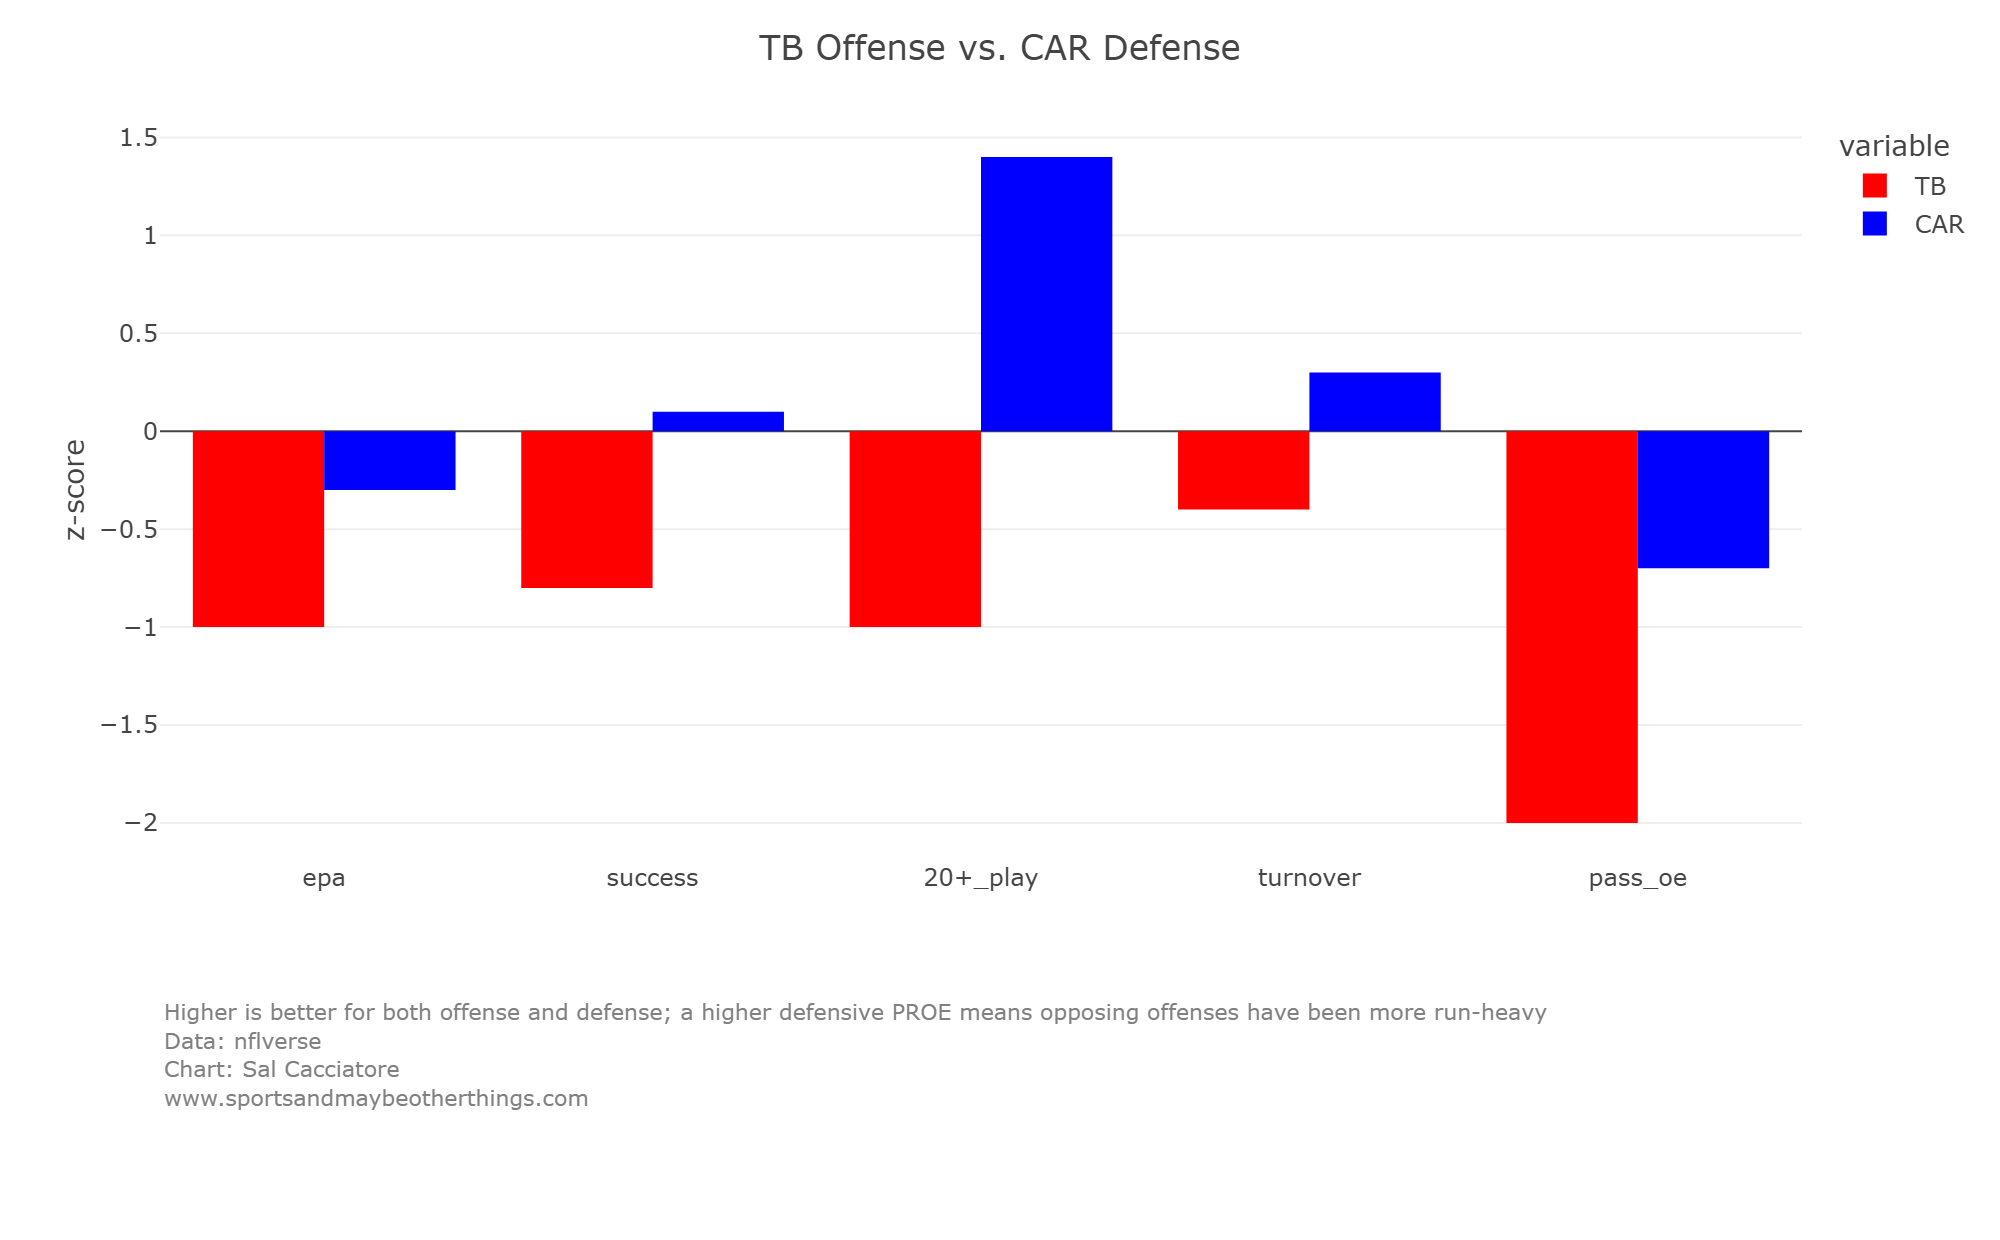 TB Offense vs. CAR Defense
variable
TB
CAR
z-score
1.5
1
0.5
0
−0.5
−1
−1.5
−2
epa
success
20+_play
turnover
pass_oe
Higher is better for both offense and defense; a higher defensive PROE means opposing offenses have been more run-heavy
Data: nflverse
Chart: Sal Cacciatore
www.sportsandmaybeotherthings.com